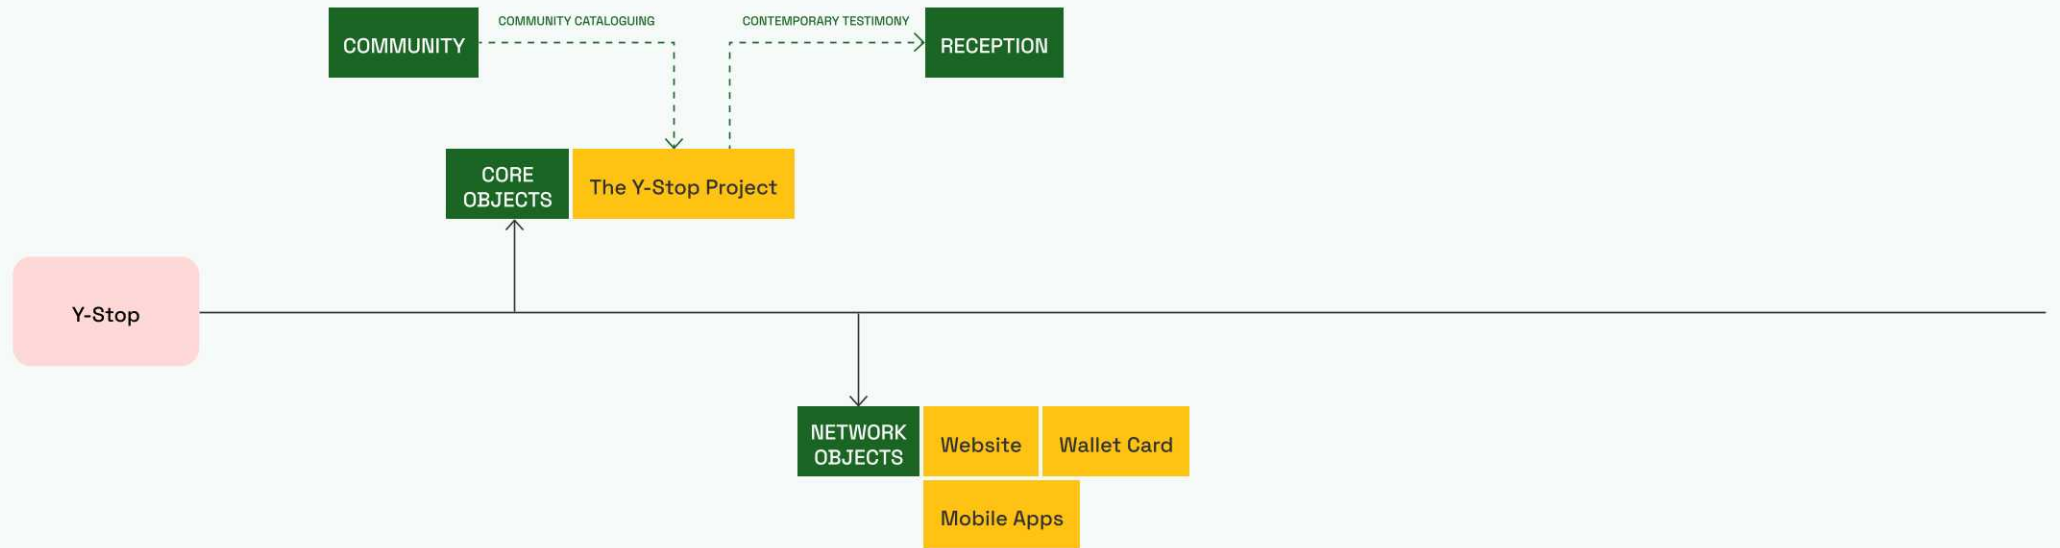 COMMUNITY CATALOGUING
CONTEMPORARY TESTIMONY
COMMUNITY
RECEPTION
CORE
OBJECTS
The Y-Stop Project
Y-Stop
NETWORK
OBJECTS
Website
Wallet Card
Mobile Apps